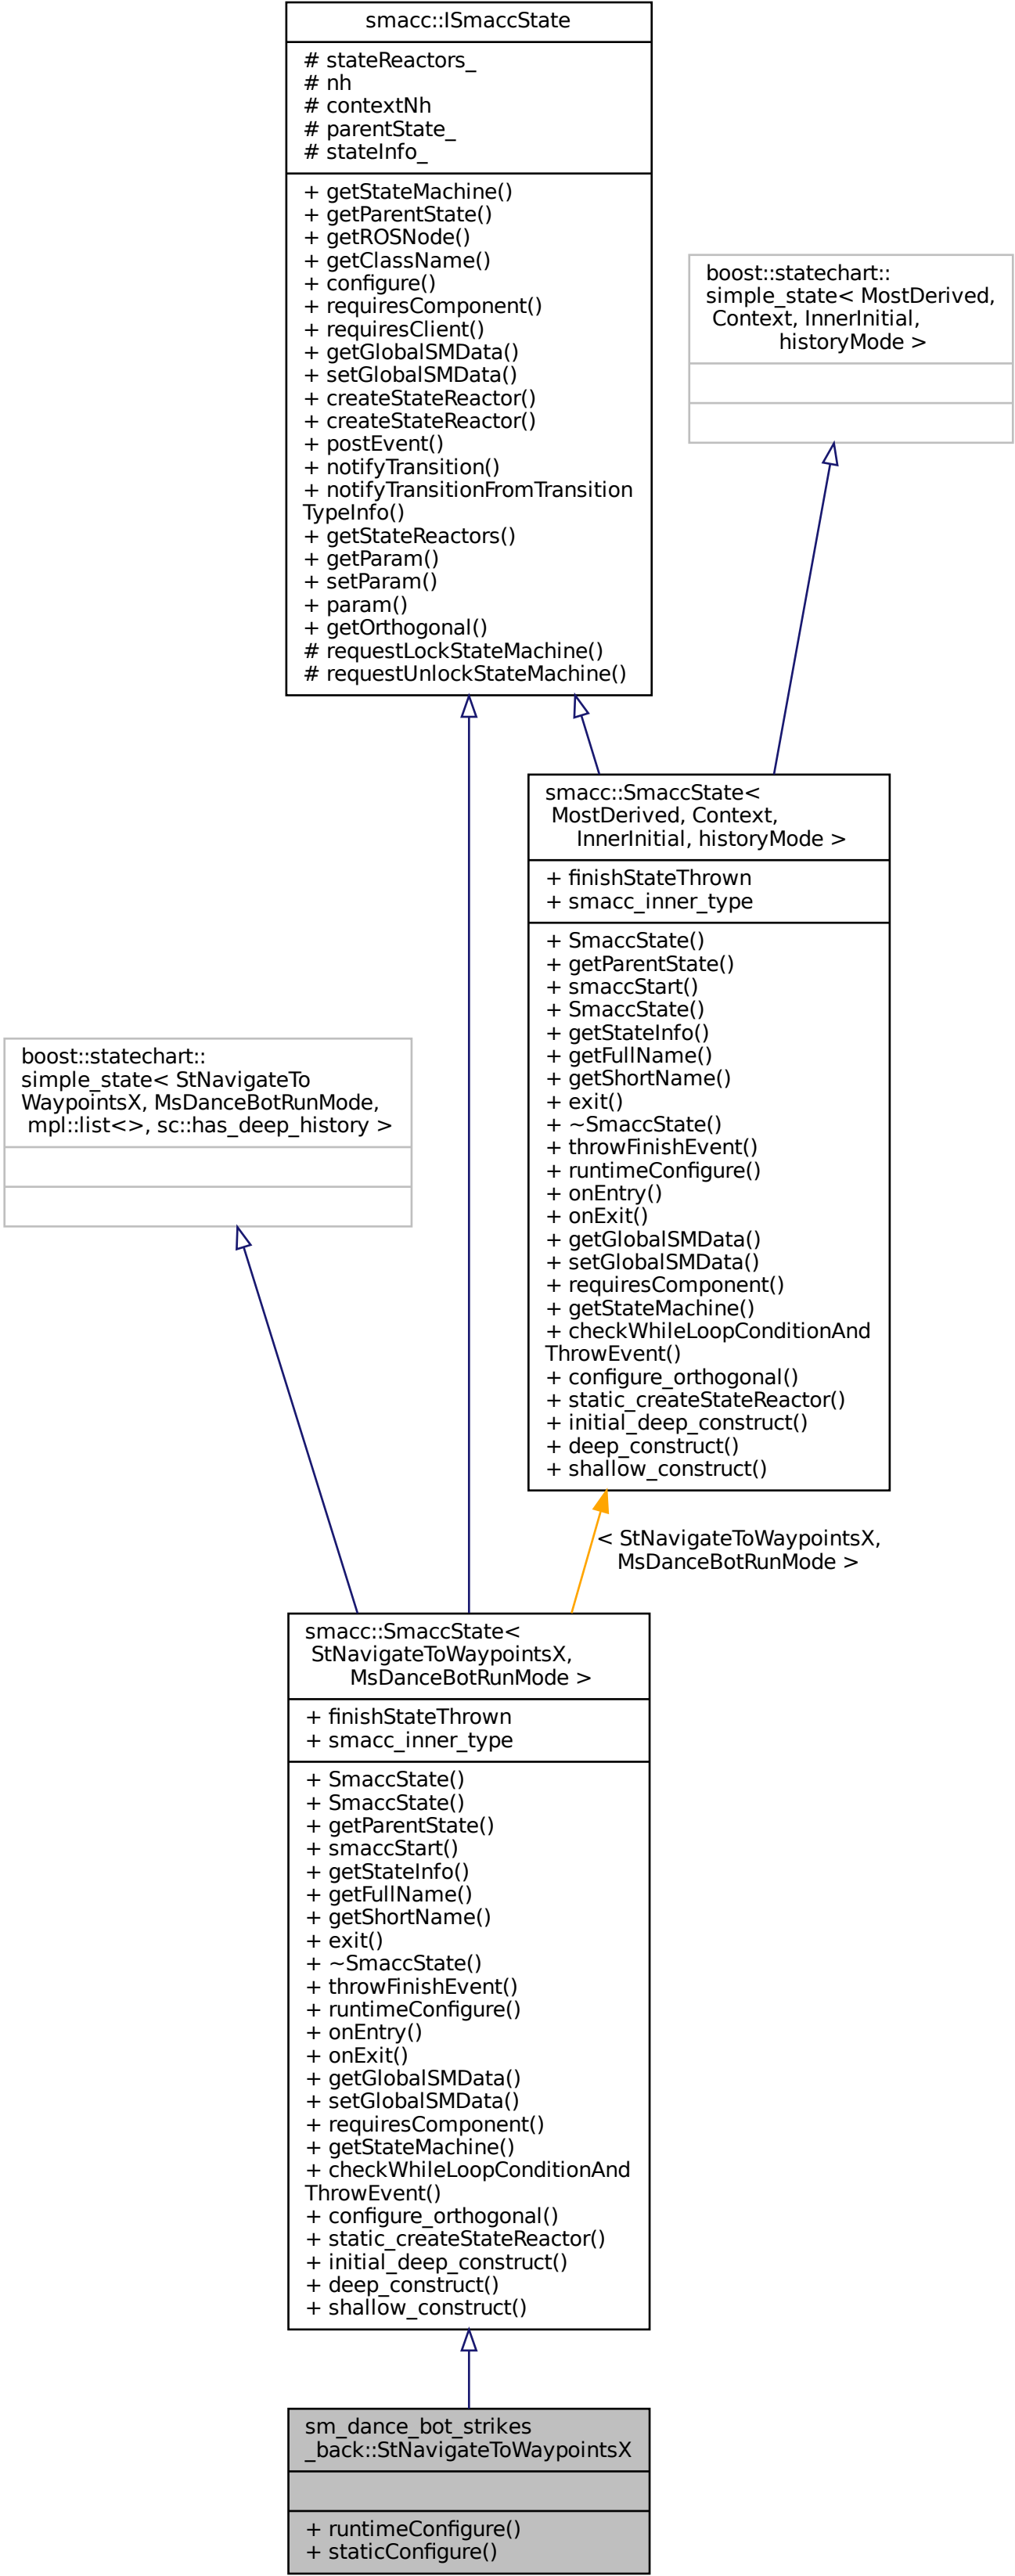 smacc::ISmaccState
# stateReactors_
# nh
# contextNh
# parentState_
# stateInfo_
+ getStateMachine()
+ getParentState()
+ getROSNode()
+ getClassName()
+ configure()
+ requiresComponent()
+ requiresClient()
+ getGlobalSMData()
+ setGlobalSMData()
+ createStateReactor()
+ createStateReactor()
+ postEvent()
+ notifyTransition()
+ notifyTransitionFromTransition
TypeInfo()
+ getStateReactors()
+ getParam()
+ setParam()
+ param()
+ getOrthogonal()
# requestLockStateMachine()
# requestUnlockStateMachine()
boost::statechart::
simple_state< MostDerived,
Context, InnerInitial,
historyMode >
smacc::SmaccState<
MostDerived, Context,
InnerInitial, historyMode >
+ finishStateThrown
+ smacc_inner_type
+ SmaccState()
+ getParentState()
+ smaccStart()
+ SmaccState()
+ getStateInfo()
+ getFullName()
+ getShortName()
+ exit()
+ ~SmaccState()
+ throwFinishEvent()
+ runtimeConfigure()
+ onEntry()
+ onExit()
+ getGlobalSMData()
+ setGlobalSMData()
+ requiresComponent()
+ getStateMachine()
+ checkWhileLoopConditionAnd
ThrowEvent()
+ configure_orthogonal()
+ static_createStateReactor()
+ initial_deep_construct()
+ deep_construct()
+ shallow_construct()
boost::statechart::
simple_state< StNavigateTo
WaypointsX, MsDanceBotRunMode,
mpl::list<>, sc::has_deep_history >
< StNavigateToWaypointsX,
MsDanceBotRunMode >
smacc::SmaccState<
StNavigateToWaypointsX,
MsDanceBotRunMode >
+ finishStateThrown
+ smacc_inner_type
+ SmaccState()
+ SmaccState()
+ getParentState()
+ smaccStart()
+ getStateInfo()
+ getFullName()
+ getShortName()
+ exit()
+ ~SmaccState()
+ throwFinishEvent()
+ runtimeConfigure()
+ onEntry()
+ onExit()
+ getGlobalSMData()
+ setGlobalSMData()
+ requiresComponent()
+ getStateMachine()
+ checkWhileLoopConditionAnd
ThrowEvent()
+ configure_orthogonal()
+ static_createStateReactor()
+ initial_deep_construct()
+ deep_construct()
+ shallow_construct()
sm_dance_bot_strikes
_back::StNavigateToWaypointsX
+ runtimeConfigure()
+ staticConfigure()